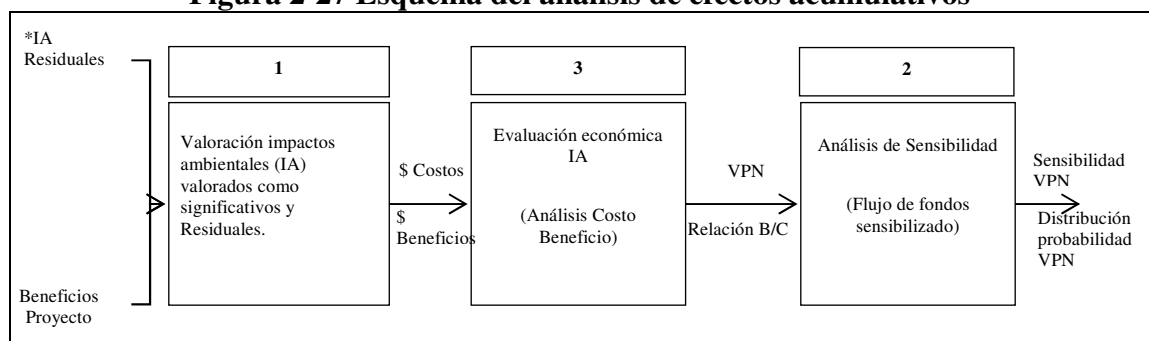 Figura 2-27 Esquema del análisis de efectos acumulativos
*IA
Residuales
Beneficios
Proyecto
1
Valoración impactos
ambientales (IA)
valorados como
significativos y
Residuales.
$ Costos
$
Beneficios
3
Evaluación económica
IA
(Análisis Costo
Beneficio)
VPN
Relación B/C
2
Análisis de Sensibilidad
(Flujo de fondos
sensibilizado)
Sensibilidad
VPN
Distribución
probabilidad
VPN